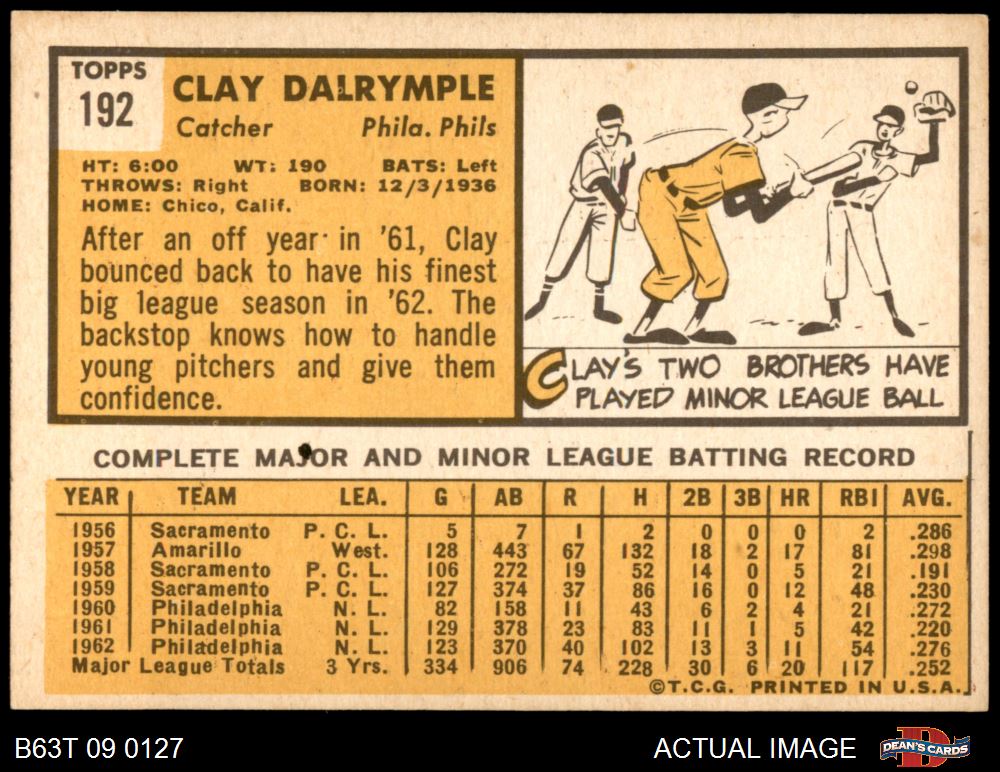 TOPPS
192
CLAY DALRYMPLE
Catcher Phila. Phils
HT: 6:00 WT: 190 BATS: Left
THROWS: Right BORN: 12/3/1936
HOME: Chico, Calif.
After an off year in '61, Clay
bounced back to have his finest
big league season in '62. The
backstop knows how to handle
young pitchers and give them
confidence.
CLAY'S TWO BROTHERS HAVE
PLAYED MINOR LEAGUE BALL
COMPLETE MAJOR AND MINOR LEAGUE BATTING RECORD
YEAR TEAM LEA. G AB R H 2B 3B HR RBI AVG.
1956 Sacramento P. C. L. 5 7 1 2 0 0 0 2 .286
1957 Amarillo West. 128 443 67 132 18 2 17 81 .298
1958 Sacramento P. C. L. 106 272 19 52 14 0 5 21 .191
1959 Sacramento P. C. L. 127 374 37 86 16 0 12 48 .230
1960 Philadelphia N. L. 82 158 11 43 6 2 4 21 .272
1961 Philadelphia N. L. 129 378 23 83 11 1 5 42 .220
1962 Philadelphia N. L. 123 370 40 102 13 3 11 54 .276
Major League Totals 3 Yrs. 334 906 74 228 30 6 20 117 .252
©T.C.G. PRINTED IN U.S.A.
B63T 09 0127 ACTUAL IMAGE
D
DEAN'S CARDS